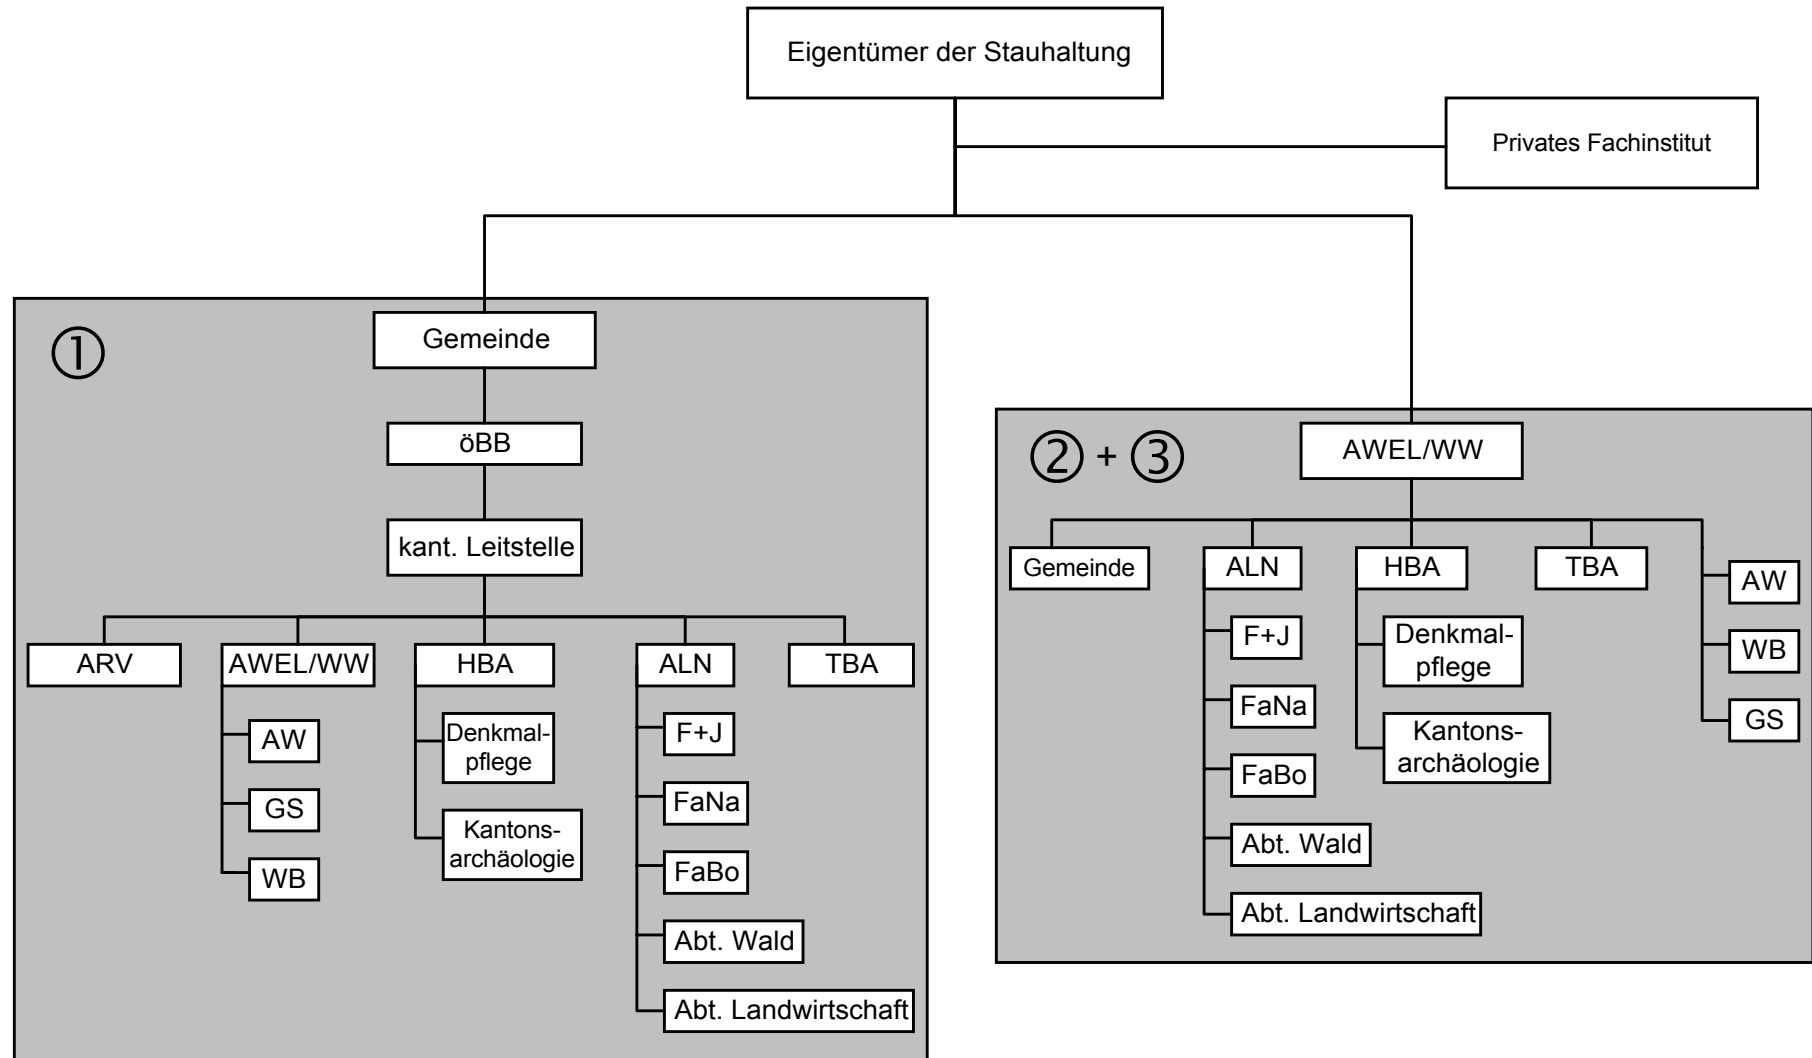 Eigentümer der Stauhaltung
Privates Fachinstitut
①
Gemeinde
öBB
kant. Leitstelle
ARV
AWEL/WW
HBA
ALN
TBA
AW
GS
WB
Denkmal-
pflege
Kantons-
archäologie
F+J
FaNa
FaBo
Abt. Wald
Abt. Landwirtschaft
② + ③
AWEL/WW
Gemeinde
ALN
HBA
TBA
F+J
FaNa
FaBo
Abt. Wald
Abt. Landwirtschaft
Denkmal-
pflege
Kantons-
archäologie
AW
WB
GS